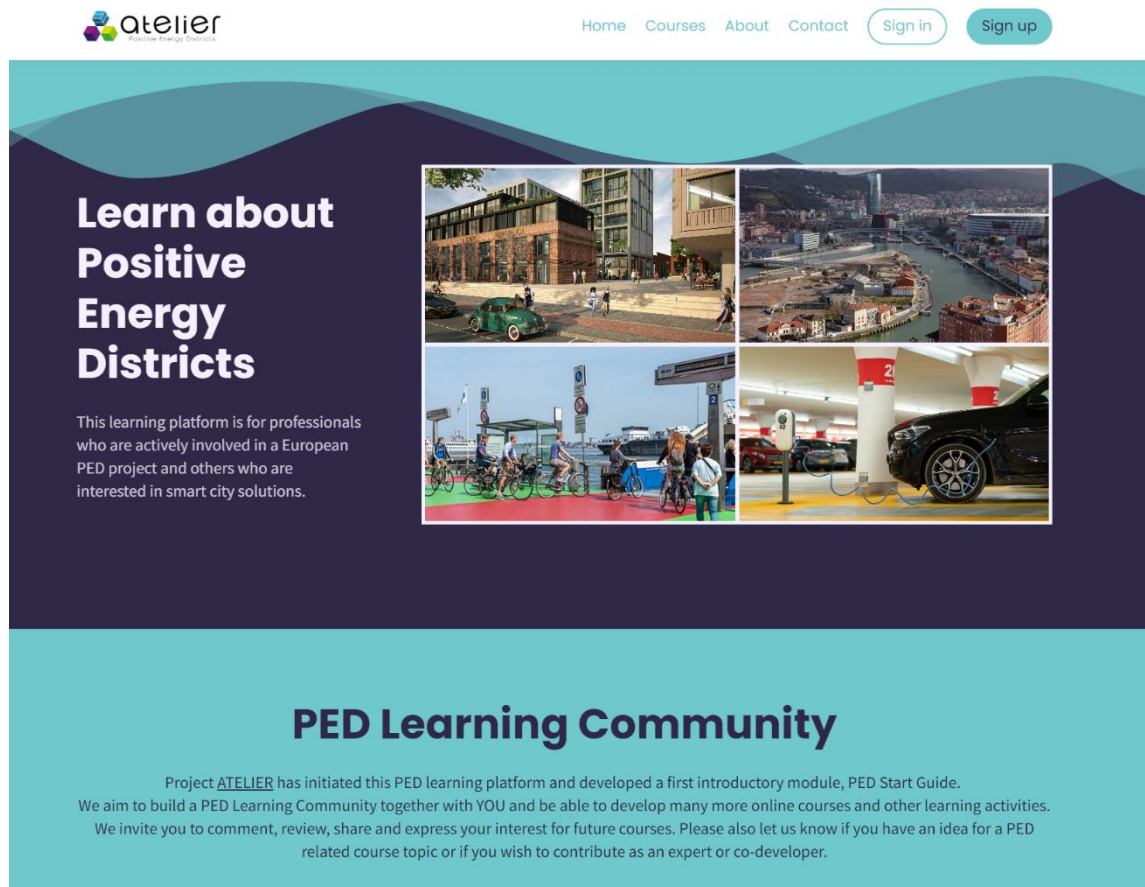 atelier
Positive Energy Districts
Home Courses About Contact Sign in Sign up
Learn about
Positive
Energy
Districts
This learning platform is for professionals
who are actively involved in a European
PED project and others who are
interested in smart city solutions.
2
PED Learning Community
Project ATELIER has initiated this PED learning platform and developed a first introductory module, PED Start Guide.
We aim to build a PED Learning Community together with YOU and be able to develop many more online courses and other learning activities.
We invite you to comment, review, share and express your interest for future courses. Please also let us know if you have an idea for a PED
related course topic or if you wish to contribute as an expert or co-developer.